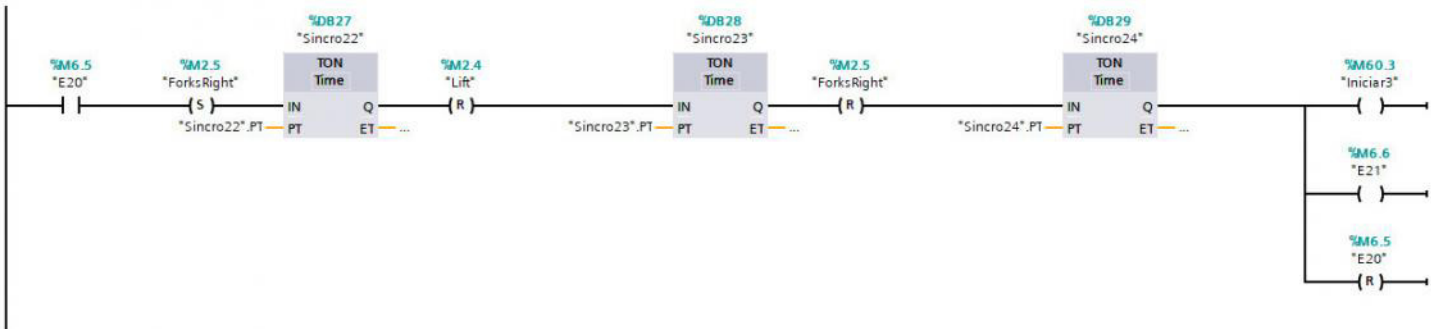 %M6.5
"E20"
%M2.5
"ForksRight"
( S )
%DB27
"Sincro22"
TON
Time
IN Q
"Sincro22".PT PT ET ...
%M2.4
"Lift"
( R )
%DB28
"Sincro23"
TON
Time
IN Q
"Sincro23".PT PT ET ...
%M2.5
"ForksRight"
( R )
%DB29
"Sincro24"
TON
Time
IN Q
"Sincro24".PT PT ET ...
%M60.3
"Iniciar3"
( )
%M6.6
"E21"
( )
%M6.5
"E20"
( R )